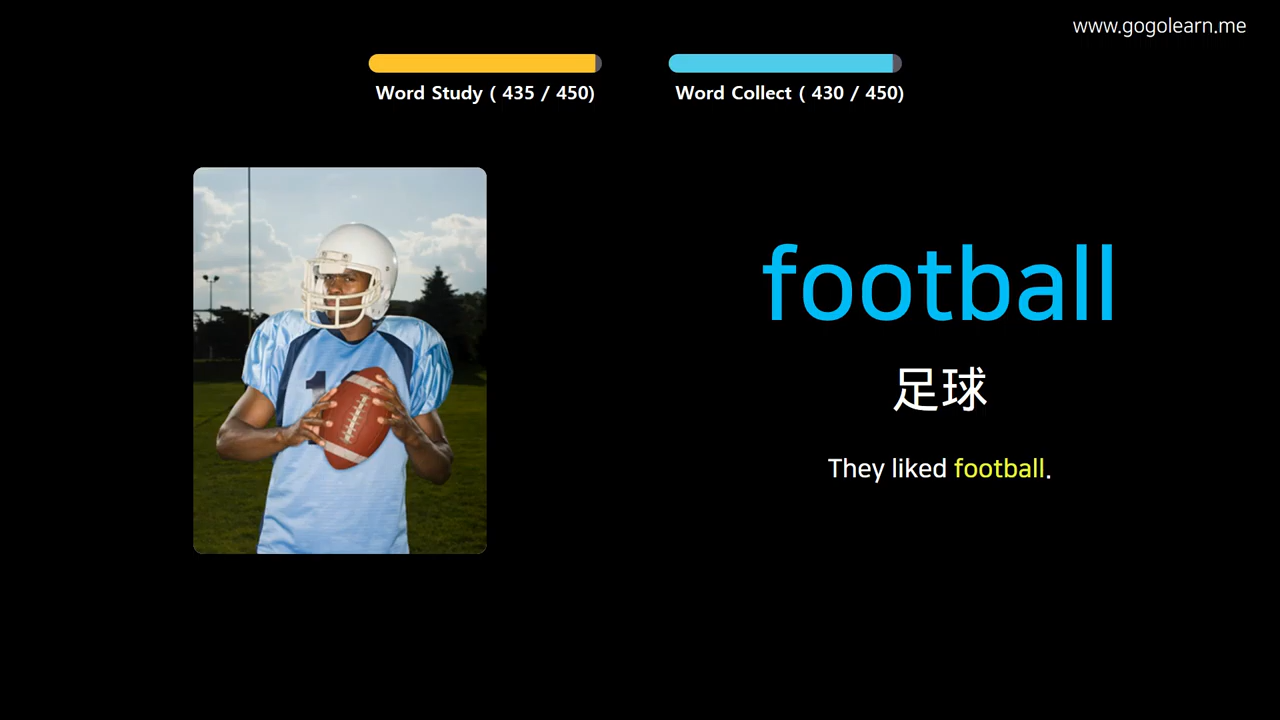 www.gogolearn.me
Word Study ( 435 / 450)
Word Collect ( 430 / 450)
football
足球
They liked football.